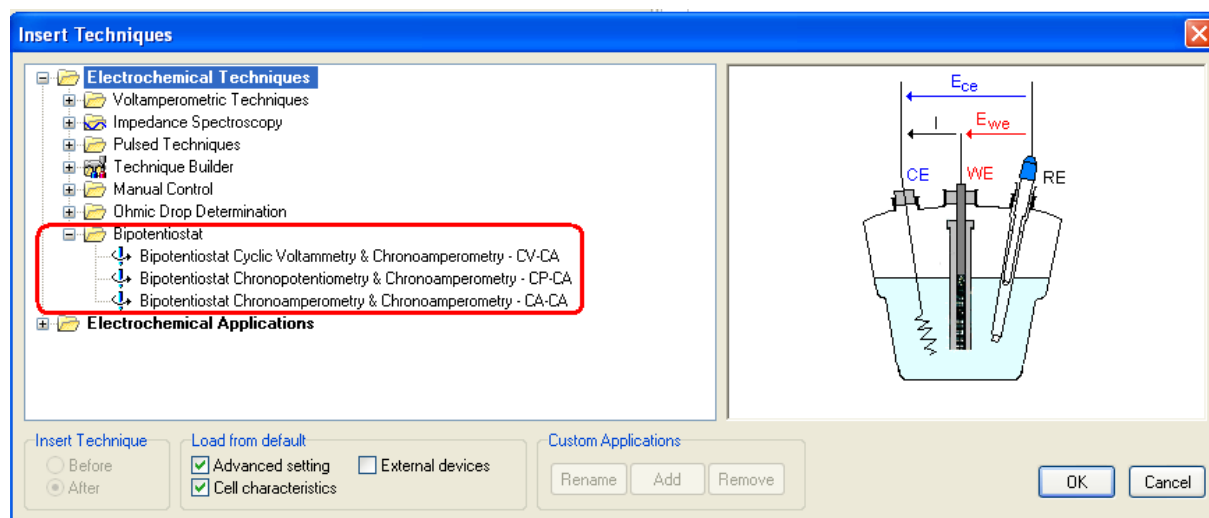 Insert Techniques
Electrochemical Techniques
Voltamperometric Techniques
Impedance Spectroscopy
Pulsed Techniques
Technique Builder
Manual Control
Ohmic Drop Determination
Bipotentiostat
Bipotentiostat Cyclic Voltammetry & Chronoamperometry - CV-CA
Bipotentiostat Chronopotentiometry & Chronoamperometry - CP-CA
Bipotentiostat Chronoamperometry & Chronoamperometry - CA-CA
Electrochemical Applications
Ece
I Ewe
CE WE RE
Insert Technique
Before
After
Load from default
Advanced setting External devices
Cell characteristics
Custom Applications
Rename Add Remove
OK Cancel